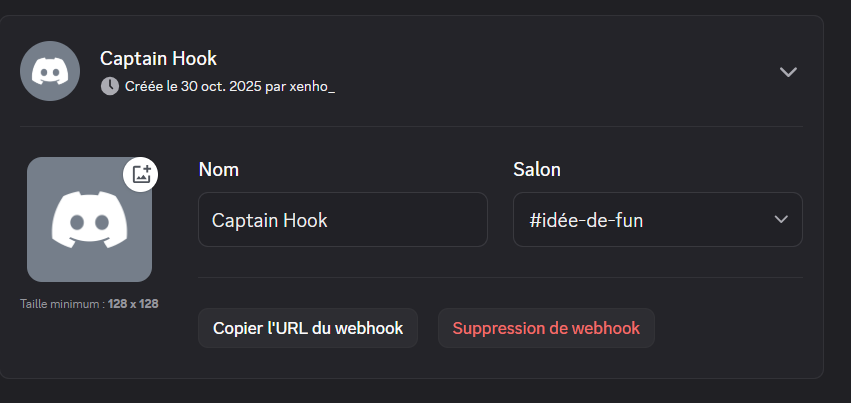 Captain Hook
Créée le 30 oct. 2025 par xenho_
Nom
Salon
Captain Hook
#idée-de-fun
Taille minimum : 128 x 128
Copier l'URL du webhook
Suppression de webhook